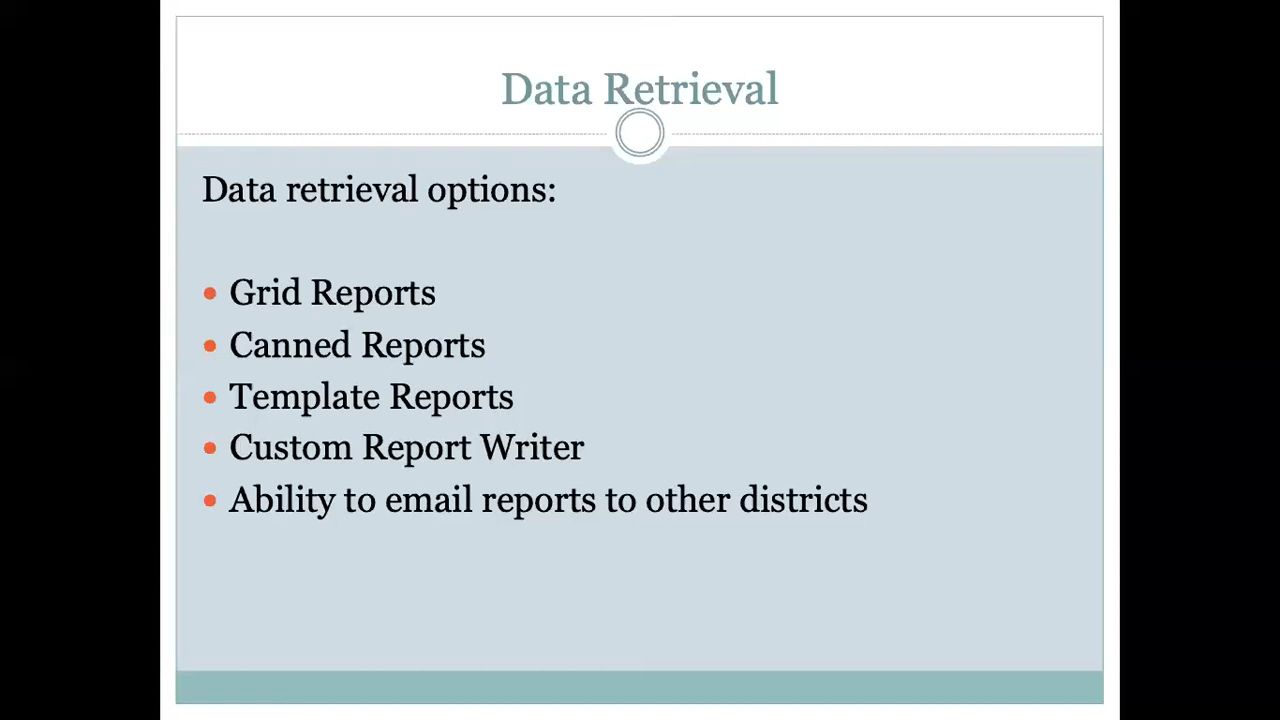 Data Retrieval
Data retrieval options:
• Grid Reports
• Canned Reports
• Template Reports
• Custom Report Writer
• Ability to email reports to other districts